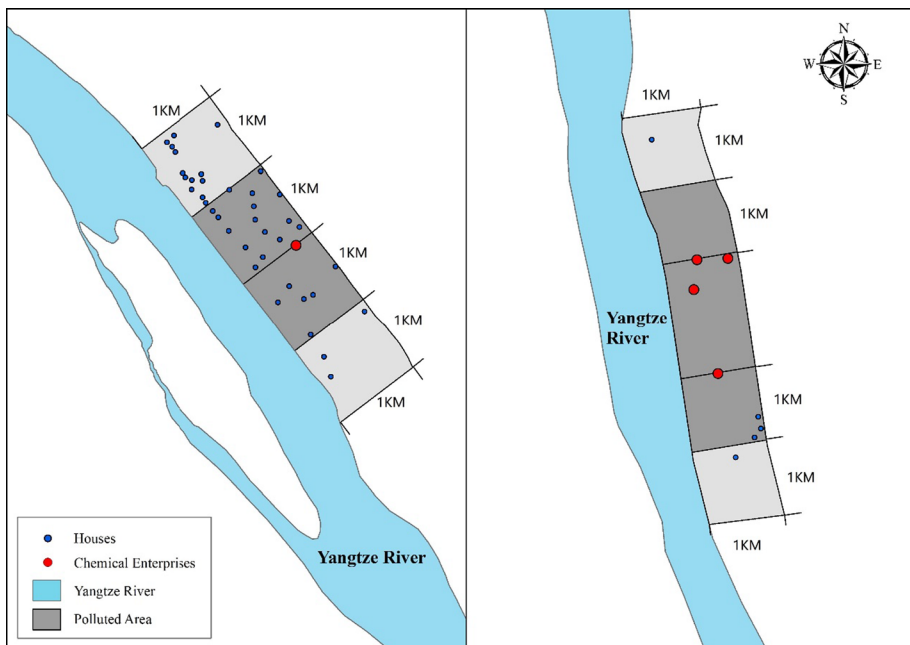 1KM
1KM
1KM
1KM
1KM
1KM
Yangtze River
Houses
Chemical Enterprises
Yangtze River
Polluted Area
N
W
E
S
1KM
1KM
1KM
Yangtze
River
1KM
1KM
1KM